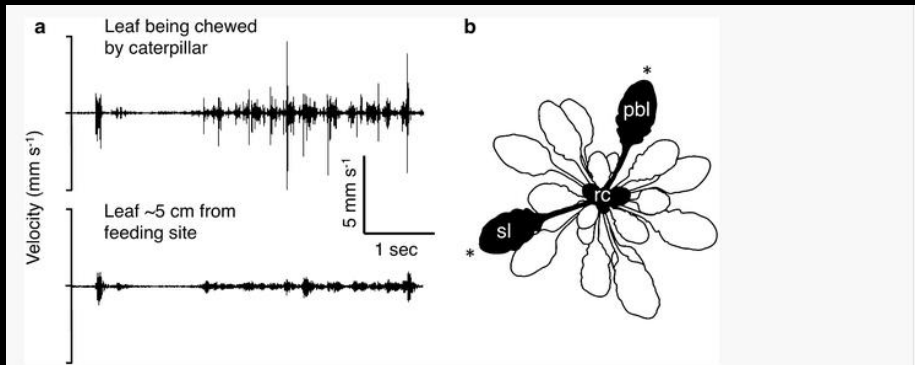 a
Leaf being chewed
by caterpillar
Velocity (mm s⁻¹)
5 mm s⁻¹
1 sec
Leaf ~5 cm from
feeding site
b
*
pbl
rc
sl
*